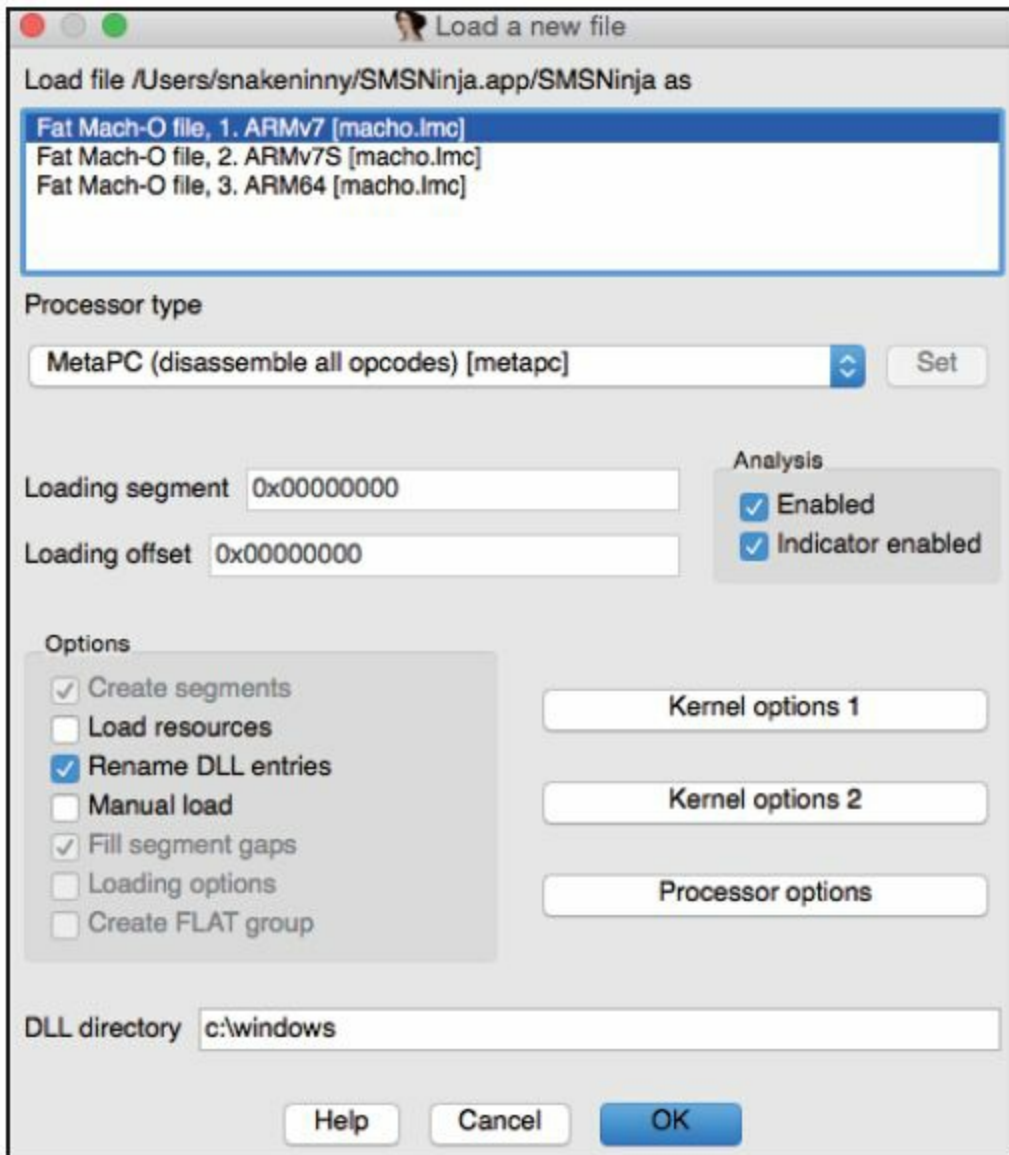 Load a new file
Load file /Users/snakeninny/SMSNinja.app/SMSNinja as
Fat Mach-O file, 1. ARMv7 [macho.lmc]
Fat Mach-O file, 2. ARMv7S [macho.lmc]
Fat Mach-O file, 3. ARM64 [macho.lmc]
Processor type
MetaPC (disassemble all opcodes) [metapc]
Set
Loading segment 0x00000000
Loading offset 0x00000000
Analysis
Enabled
Indicator enabled
Options
Create segments
Load resources
Rename DLL entries
Manual load
Fill segment gaps
Loading options
Create FLAT group
Kernel options 1
Kernel options 2
Processor options
DLL directory c:\windows
Help Cancel OK